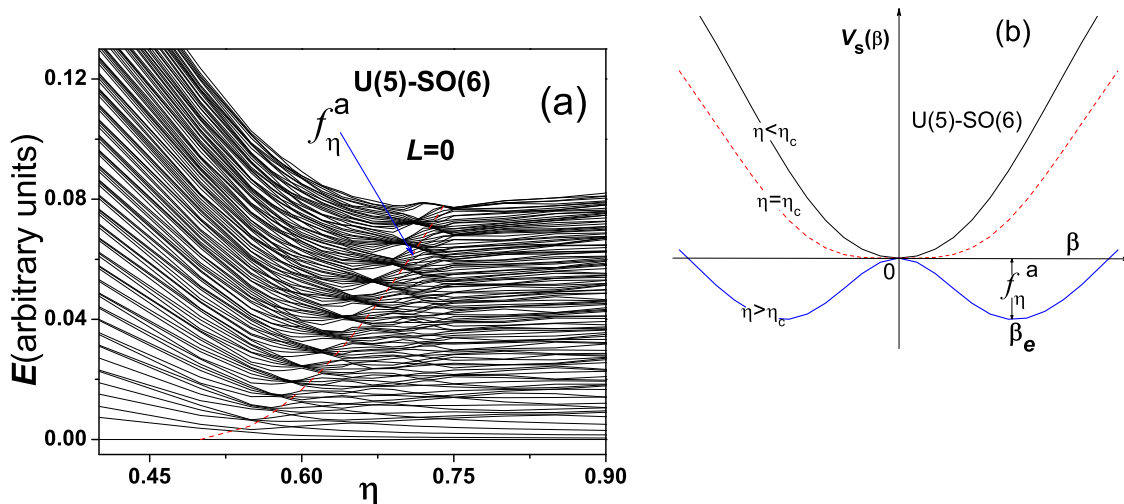 U(5)-SO(6)
(a)
f_η^a
L=0
E(arbitrary units)
0.12
0.08
0.04
0.00
0.45
0.60
0.75
0.90
η
V_s(β)
(b)
η<η_c
U(5)-SO(6)
η=η_c
β
0
f_η^a
η>η_c
β_e